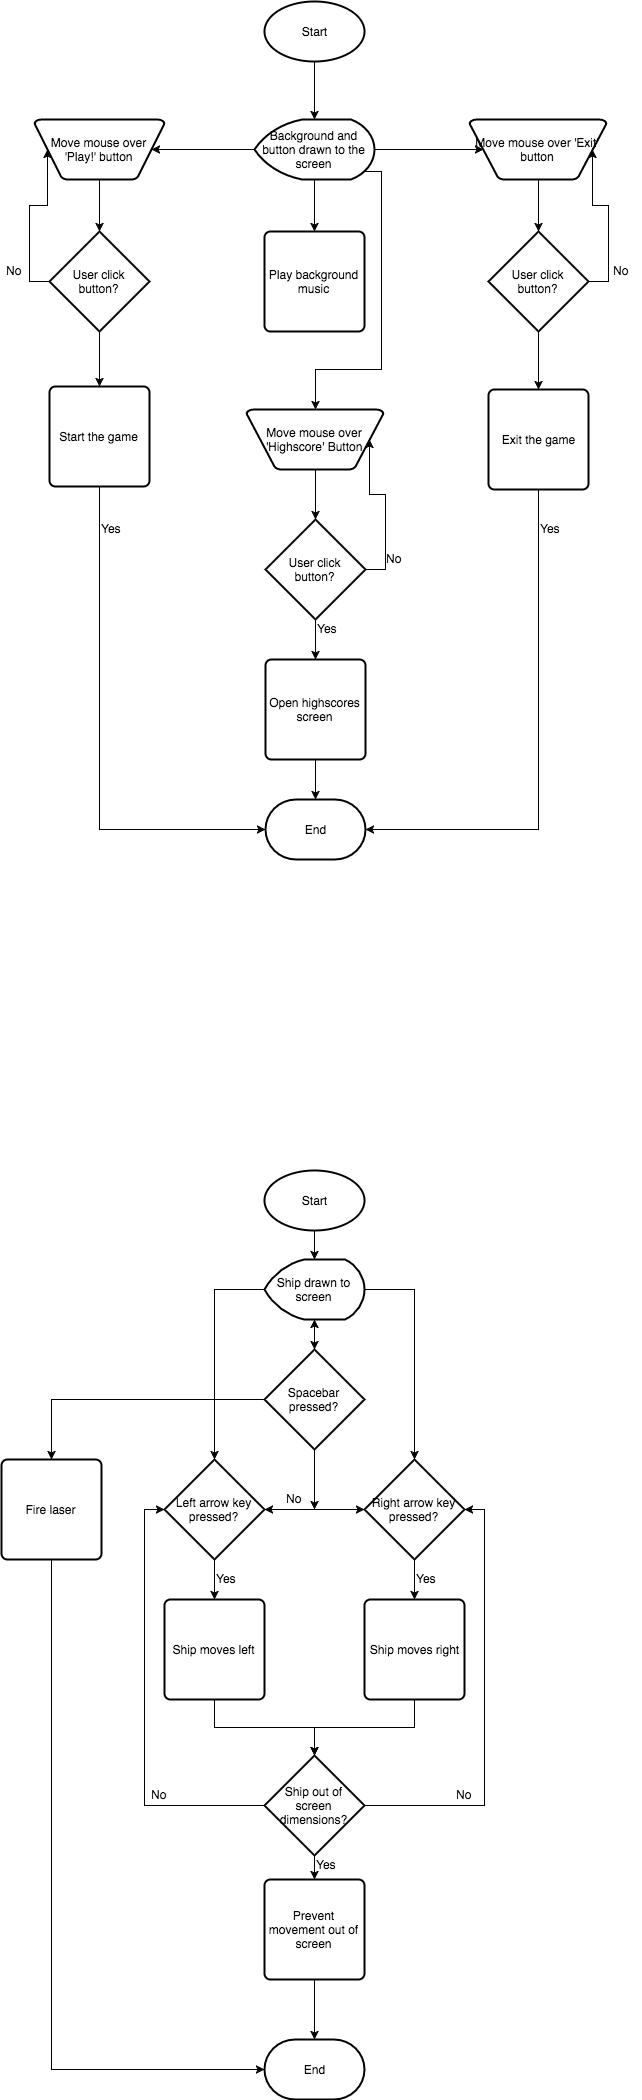 Start
Move mouse over
'Play!' button
Background and
button drawn to the
screen
Move mouse over 'Exit'
button
User click
button?
No
Play background
music
User click
button?
No
Start the game
Move mouse over
'Highscore' Button
Exit the game
Yes
User click
button?
No
Yes
Yes
Open highscores
screen
End
Start
Ship drawn to
screen
Spacebar
pressed?
Fire laser
Left arrow key
pressed?
No
Right arrow key
pressed?
Yes
Yes
Ship moves left
Ship moves right
No
Ship out of
screen
dimensions?
No
Yes
Prevent
movement out of
screen
End